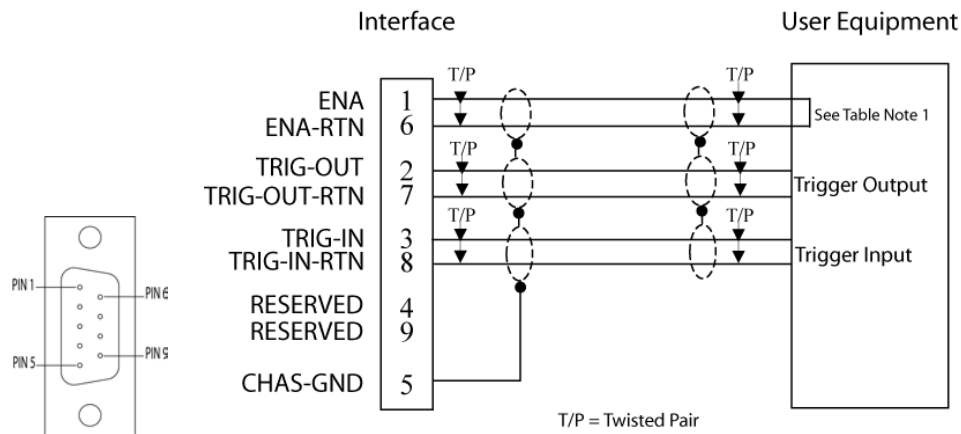 Interface
User Equipment
T/P
T/P
ENA
1
See Table Note 1
ENA-RTN
6
T/P
T/P
TRIG-OUT
2
Trigger Output
TRIG-OUT-RTN
7
T/P
T/P
TRIG-IN
3
Trigger Input
TRIG-IN-RTN
8
RESERVED
4
RESERVED
9
CHAS-GND
5
T/P = Twisted Pair
PIN 1
PIN 6
PIN 5
PIN 9